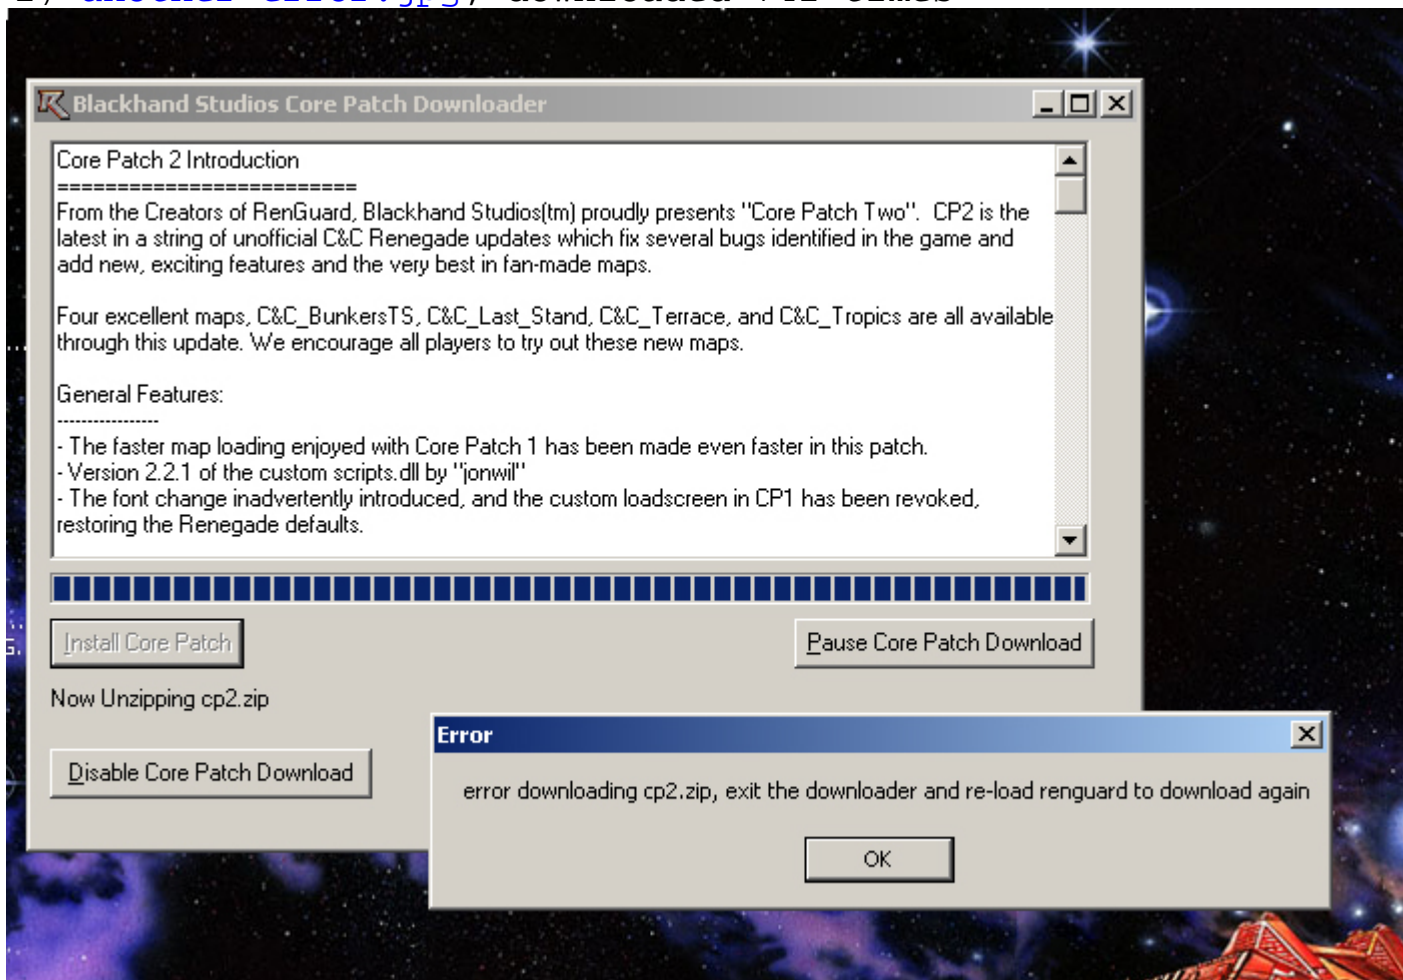 Blackhand Studios Core Patch Downloader
Core Patch 2 Introduction
=========================
From the Creators of RenGuard, Blackhand Studios(tm) proudly presents "Core Patch Two".  CP2 is the
latest in a string of unofficial C&C Renegade updates which fix several bugs identified in the game and
add new, exciting features and the very best in fan-made maps.
Four excellent maps, C&C_BunkersTS, C&C_Last_Stand, C&C_Terrace, and C&C_Tropics are all available
through this update. We encourage all players to try out these new maps.
General Features:
----------------
- The faster map loading enjoyed with Core Patch 1 has been made even faster in this patch.
- Version 2.2.1 of the custom scripts.dll by "jonwil"
- The font change inadvertently introduced, and the custom loadscreen in CP1 has been revoked,
restoring the Renegade defaults.
Install Core Patch
Pause Core Patch Download
Now Unzipping cp2.zip
Disable Core Patch Download
Error
error downloading cp2.zip, exit the downloader and re-load renguard to download again
OK